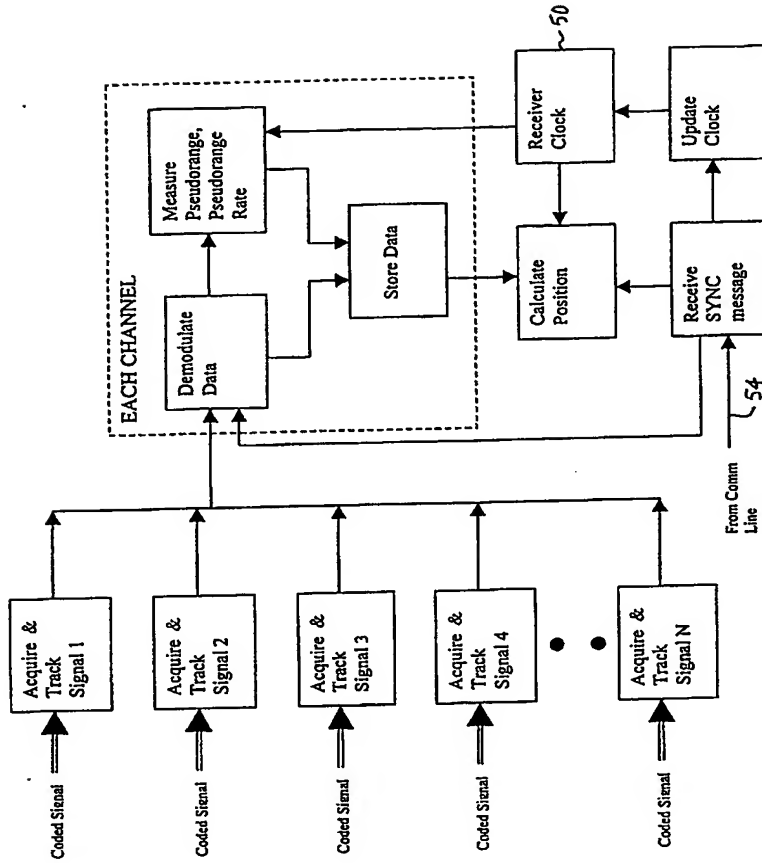 Coded Signal
Acquire &
Track
Signal 1
Coded Signal
Acquire &
Track
Signal 2
Coded Signal
Acquire &
Track
Signal 3
Coded Signal
Acquire &
Track
Signal 4
Coded Signal
Acquire &
Track
Signal N
EACH CHANNEL
Demodulate
Data
Measure
Pseudorange,
Pseudorange
Rate
Store Data
Calculate
Position
Receiver
Clock
50
Receive
SYNC
message
Update
Clock
From Comm
Line
54